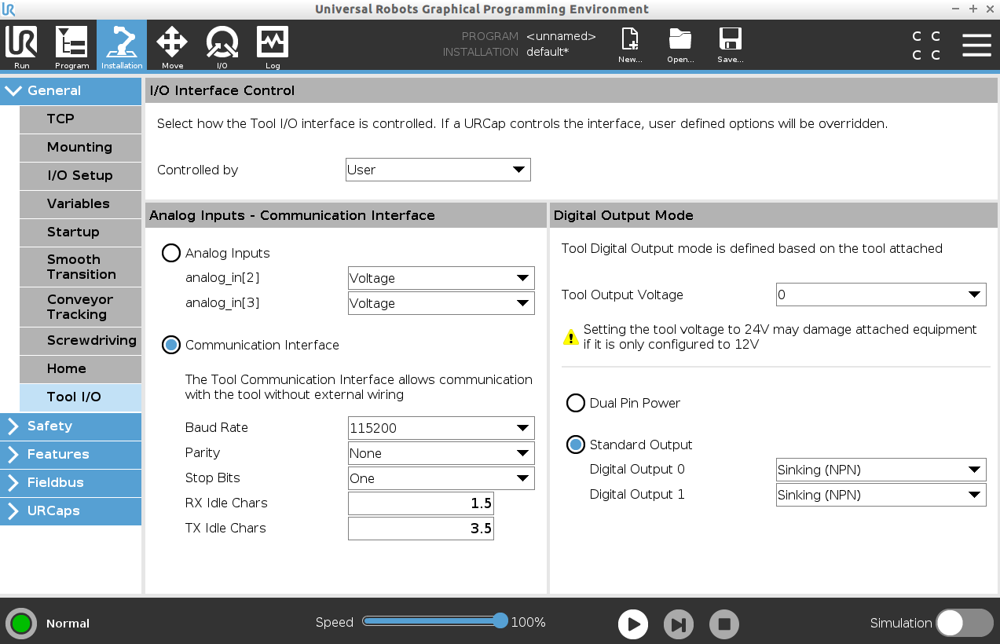 Universal Robots Graphical Programming Environment
Run
Program
Installation
Move
I/O
Log
PROGRAM <unnamed>
INSTALLATION default*
New...
Open...
Save...
C C
C C
General
TCP
Mounting
I/O Setup
Variables
Startup
Smooth
Transition
Conveyor
Tracking
Screwdriving
Home
Tool I/O
Safety
Features
Fieldbus
URCaps
I/O Interface Control
Select how the Tool I/O interface is controlled. If a URCap controls the interface, user defined options will be overridden.
Controlled by User
Analog Inputs - Communication Interface
Analog Inputs
analog_in[2] Voltage
analog_in[3] Voltage
Communication Interface
The Tool Communication Interface allows communication
with the tool without external wiring
Baud Rate 115200
Parity None
Stop Bits One
RX Idle Chars 1.5
TX Idle Chars 3.5
Digital Output Mode
Tool Digital Output mode is defined based on the tool attached
Tool Output Voltage 0
Setting the tool voltage to 24V may damage attached equipment
if it is only configured to 12V
Dual Pin Power
Standard Output
Digital Output 0 Sinking (NPN)
Digital Output 1 Sinking (NPN)
Normal
Speed 100%
Simulation